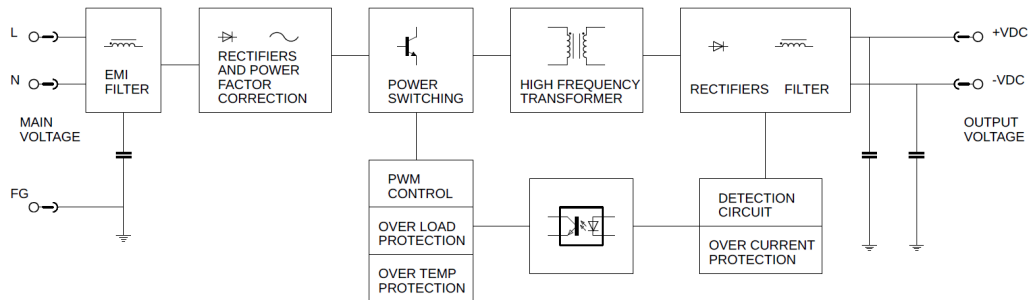 L
N
MAIN
VOLTAGE
FG
EMI
FILTER
RECTIFIERS
AND POWER
FACTOR
CORRECTION
POWER
SWITCHING
HIGH FREQUENCY
TRANSFORMER
RECTIFIERS FILTER
+VDC
-VDC
OUTPUT
VOLTAGE
PWM
CONTROL
OVER LOAD
PROTECTION
OVER TEMP
PROTECTION
DETECTION
CIRCUIT
OVER CURRENT
PROTECTION